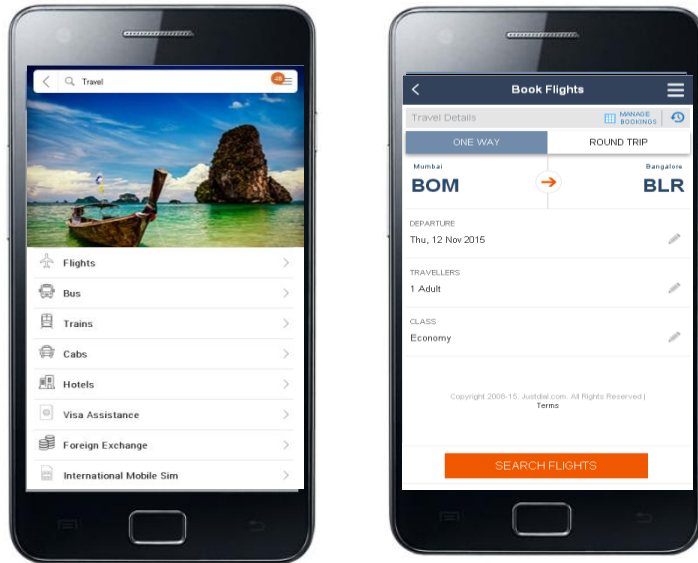 Travel
Flights
Bus
Trains
Cabs
Hotels
Visa Assistance
Foreign Exchange
International Mobile Sim
Book Flights
Travel Details
MANAGE
BOOKINGS
ONE WAY
ROUND TRIP
Mumbai
Bangalore
BOM
BLR
DEPARTURE
Thu, 12 Nov 2015
TRAVELLERS
1 Adult
CLASS
Economy
Copyright 2008-15. Justdial.com. All Rights Reserved |
Terms
SEARCH FLIGHTS